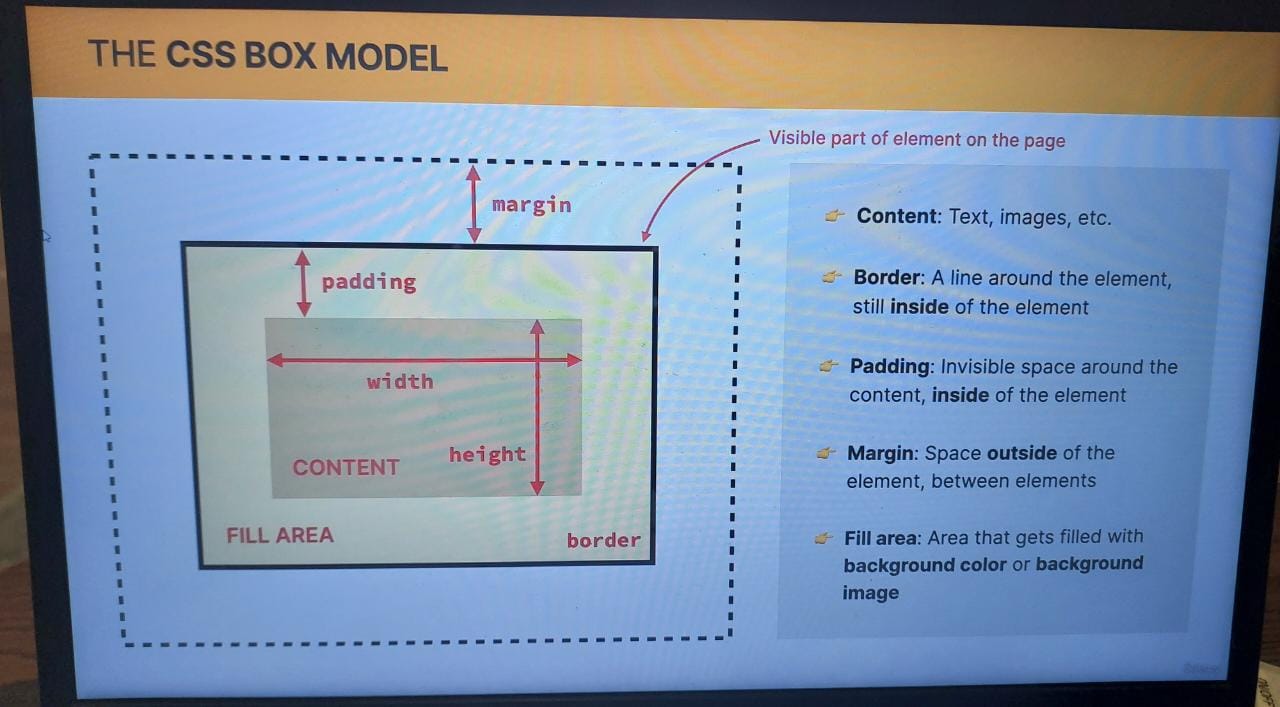 THE CSS BOX MODEL
Visible part of element on the page
margin
padding
width
height
CONTENT
FILL AREA
border
Content: Text, images, etc.
Border: A line around the element,
still inside of the element
Padding: Invisible space around the
content, inside of the element
Margin: Space outside of the
element, between elements
Fill area: Area that gets filled with
background color or background
image